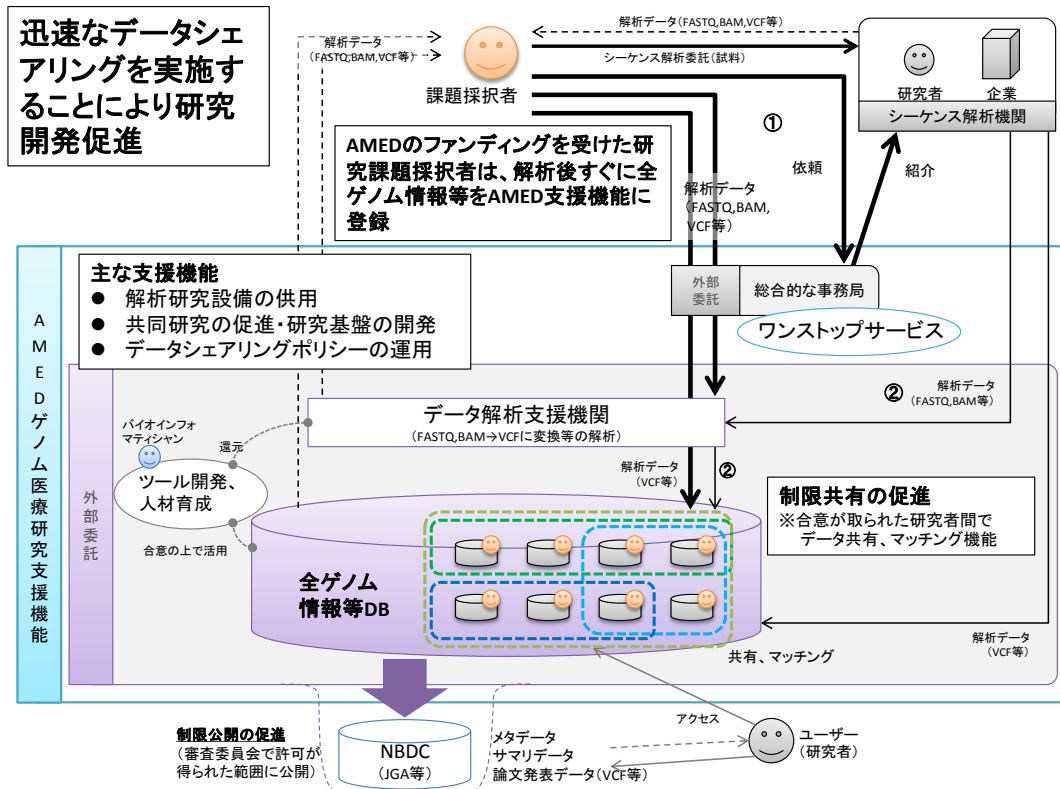 迅速なデータシェ
アリングを実施す
ることにより研究
開発促進
解析データ
(FASTQ,BAM,VCF等)
課題採択者
解析データ(FASTQ,BAM,VCF等)
シーケンス解析委託(試料)
研究者
企業
シーケンス解析機関
①
依頼
紹介
AMEDのファンディングを受けた研
究課題採択者は、解析後すぐに全
ゲノム情報等をAMED支援機能に
登録
解析データ
(FASTQ,BAM,
VCF等)
AMEDゲノム医療研究支援機能
主な支援機能
● 解析研究設備の供用
● 共同研究の促進・研究基盤の開発
● データシェアリングポリシーの運用
外部
委託
総合的な事務局
ワンストップサービス
外部委託
データ解析支援機関
(FASTQ,BAM→VCFに変換等の解析)
②
解析データ
(FASTQ,BAM等)
バイオインフォ
マティシャン
還元
ツール開発、
人材育成
合意の上で活用
解析データ
(VCF等)
②
制限共有の促進
※合意が取られた研究者間で
データ共有、マッチング機能
全ゲノム
情報等DB
共有、マッチング
解析データ
(VCF等)
制限公開の促進
(審査委員会で許可が
得られた範囲に公開)
NBDC
(JGA等)
メタデータ
サマリデータ
論文発表データ(VCF等)
アクセス
ユーザー
(研究者)